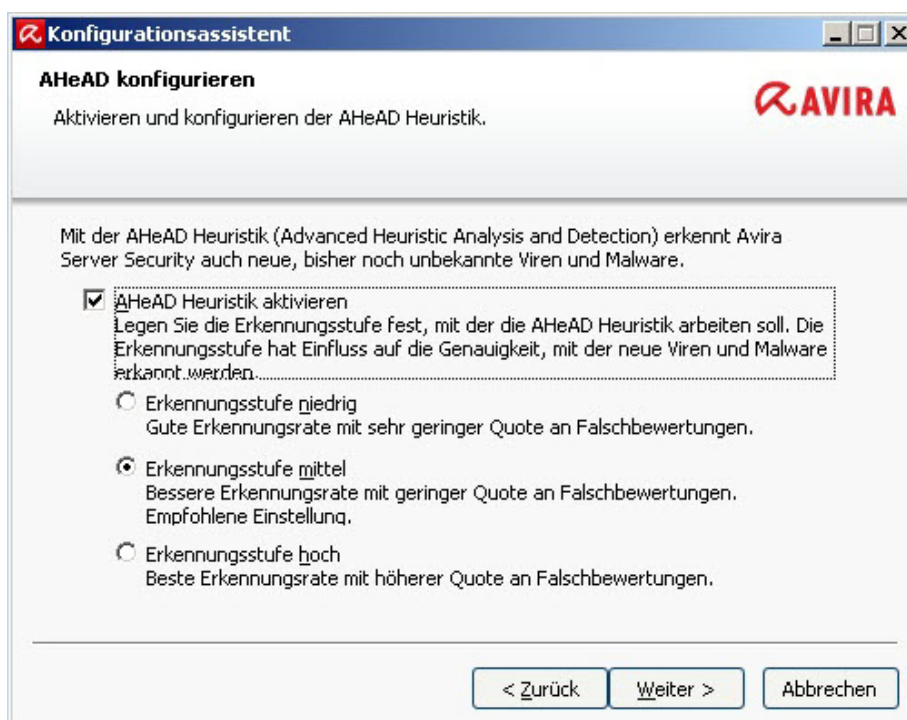 Konfigurationsassistent
AHeAD konfigurieren
Aktivieren und konfigurieren der AHeAD Heuristik.
AVIRA
Mit der AHeAD Heuristik (Advanced Heuristic Analysis and Detection) erkennt Avira
Server Security auch neue, bisher noch unbekannte Viren und Malware.
AHeAD Heuristik aktivieren
Legen Sie die Erkennungsstufe fest, mit der die AHeAD Heuristik arbeiten soll. Die
Erkennungsstufe hat Einfluss auf die Genauigkeit, mit der neue Viren und Malware
erkannt werden.
Erkennungsstufe niedrig
Gute Erkennungsrate mit sehr geringer Quote an Falschbewertungen.
Erkennungsstufe mittel
Bessere Erkennungsrate mit geringer Quote an Falschbewertungen.
Empfohlene Einstellung.
Erkennungsstufe hoch
Beste Erkennungsrate mit höherer Quote an Falschbewertungen.
< Zurück
Weiter >
Abbrechen